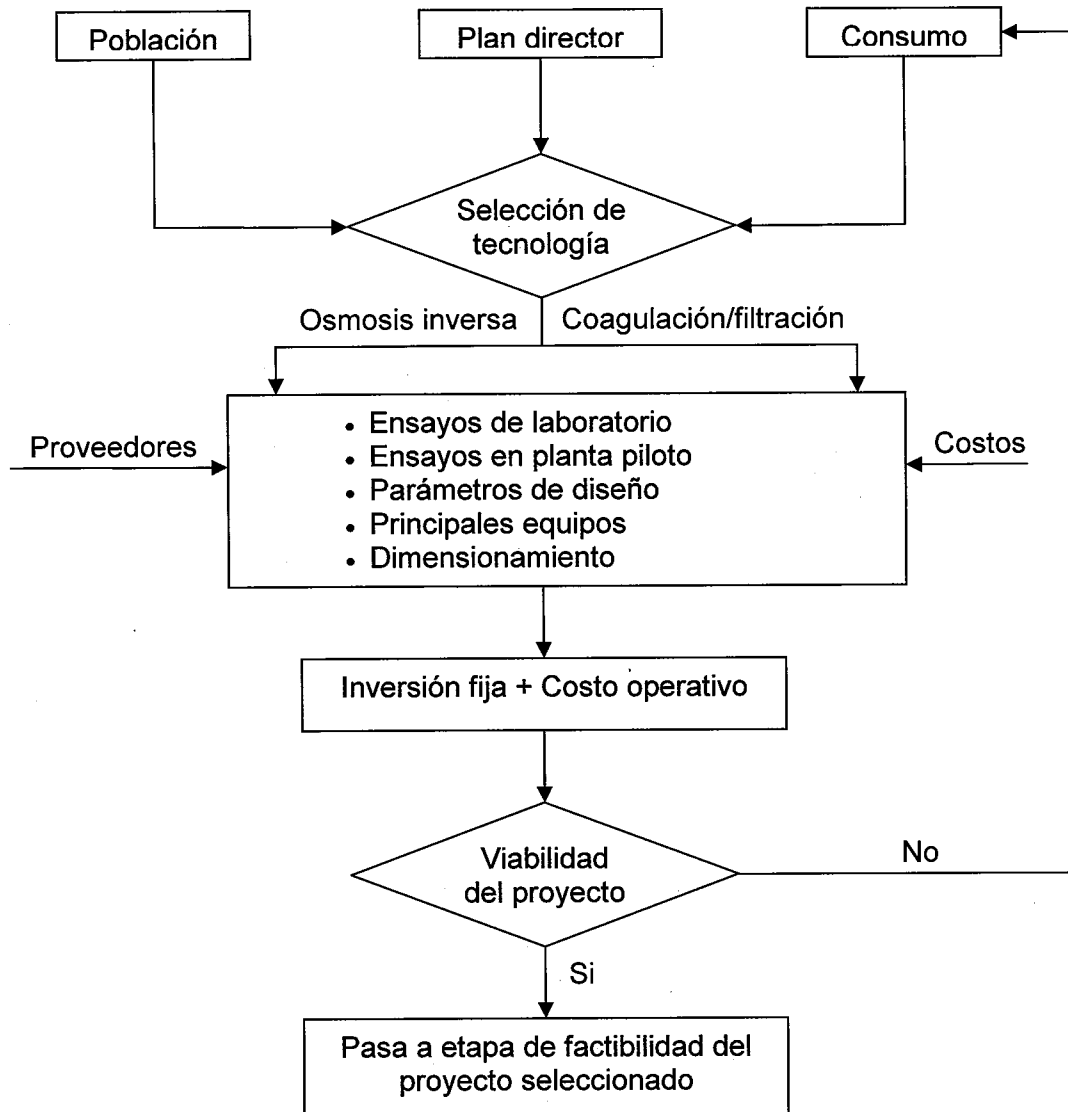 Población
Plan director
Consumo
Selección de
tecnología
Osmosis inversa
Coagulación/filtración
• Ensayos de laboratorio
• Ensayos en planta piloto
• Parámetros de diseño
• Principales equipos
• Dimensionamiento
Proveedores
Costos
Inversión fija + Costo operativo
Viabilidad
del proyecto
No
Si
Pasa a etapa de factibilidad del
proyecto seleccionado